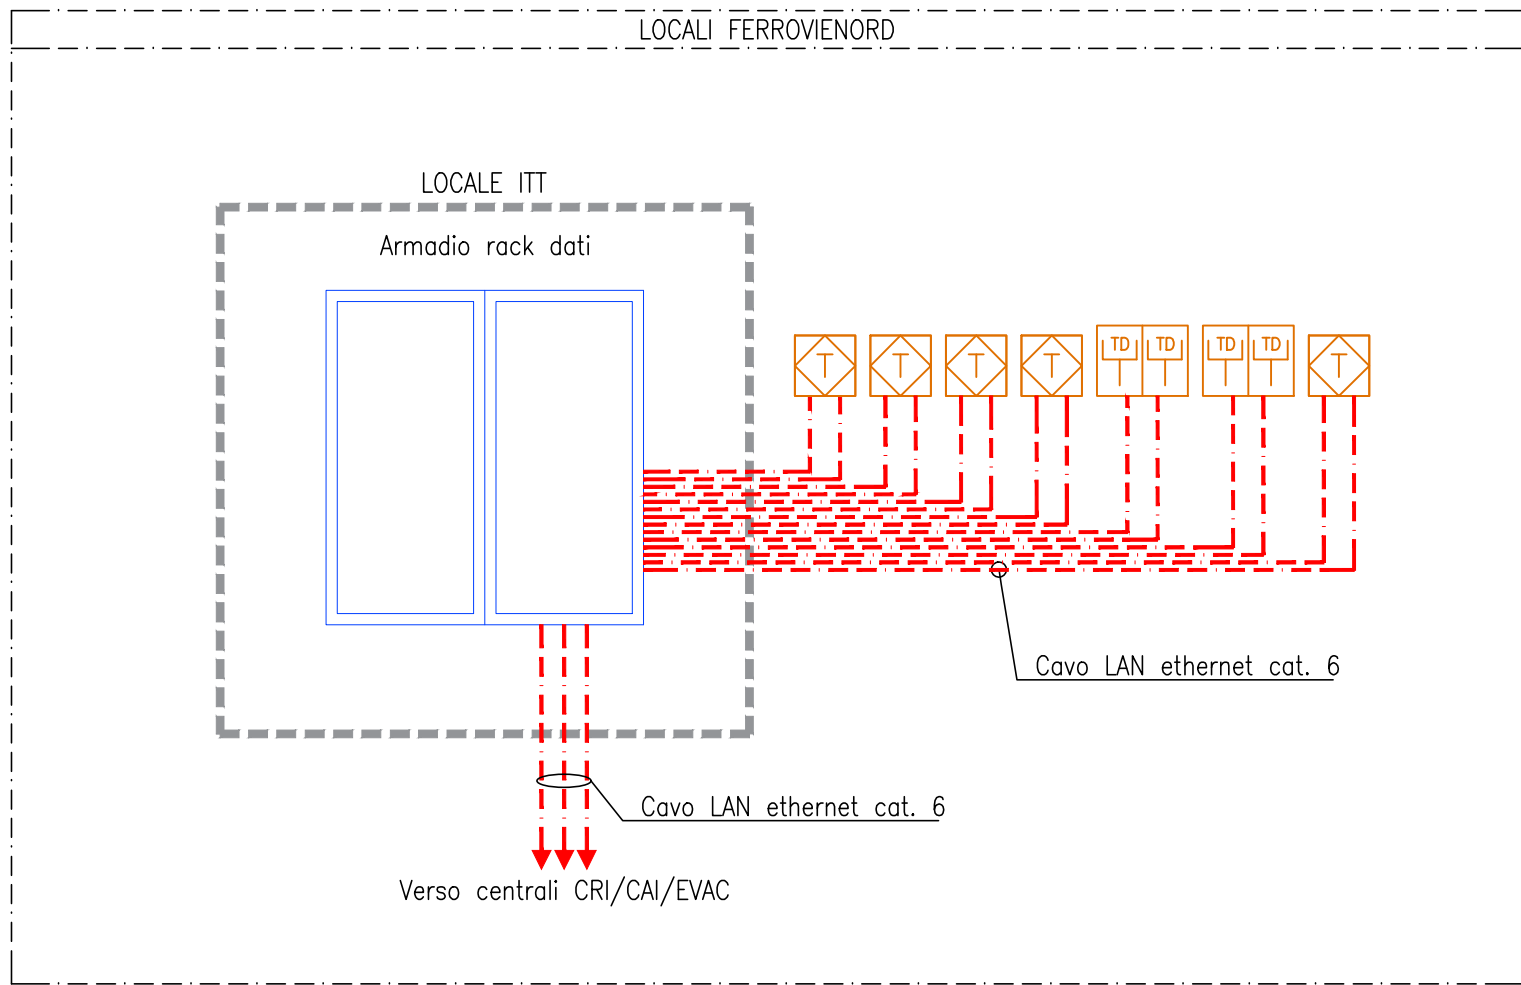 LOCALI FERROVIENORD
LOCALE ITT
Armadio rack dati
T
T
T
T
TD
TD
TD
TD
T
Cavo LAN ethernet cat. 6
Cavo LAN ethernet cat. 6
Verso centrali CRI/CAI/EVAC